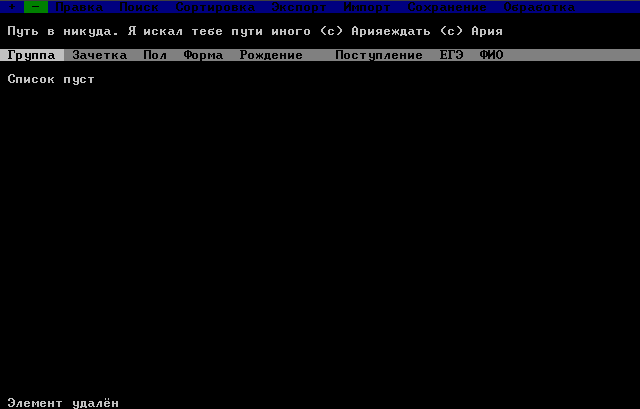 + - Правка Поиск Сортировка Экспорт Импорт Сохранение Обработка
Путь в никуда. Я искал тебе пути иного (с) Арияеждать (с) Ария
Группа Зачетка Пол Форма Рождение Поступление ЕГЭ ФИО
Список пуст
Элемент удалён